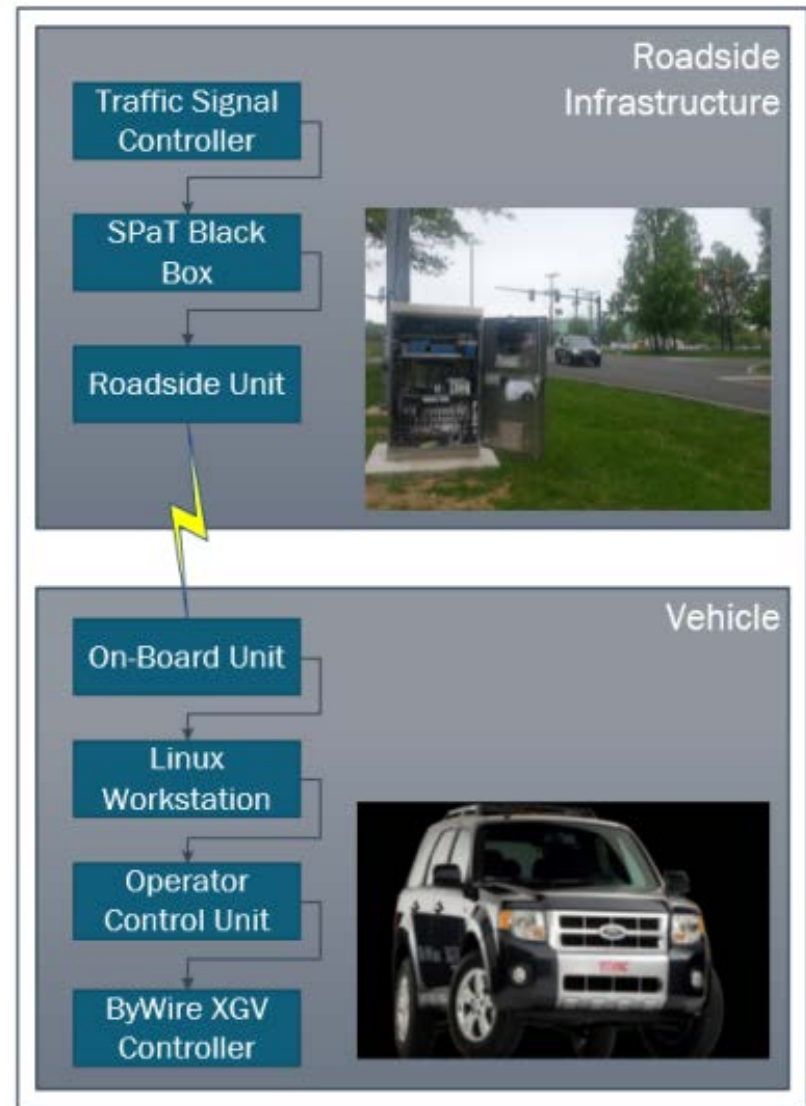 Roadside
Infrastructure
Traffic Signal
Controller
SPaT Black
Box
Roadside Unit
Vehicle
On-Board Unit
Linux
Workstation
Operator
Control Unit
ByWire XGV
Controller